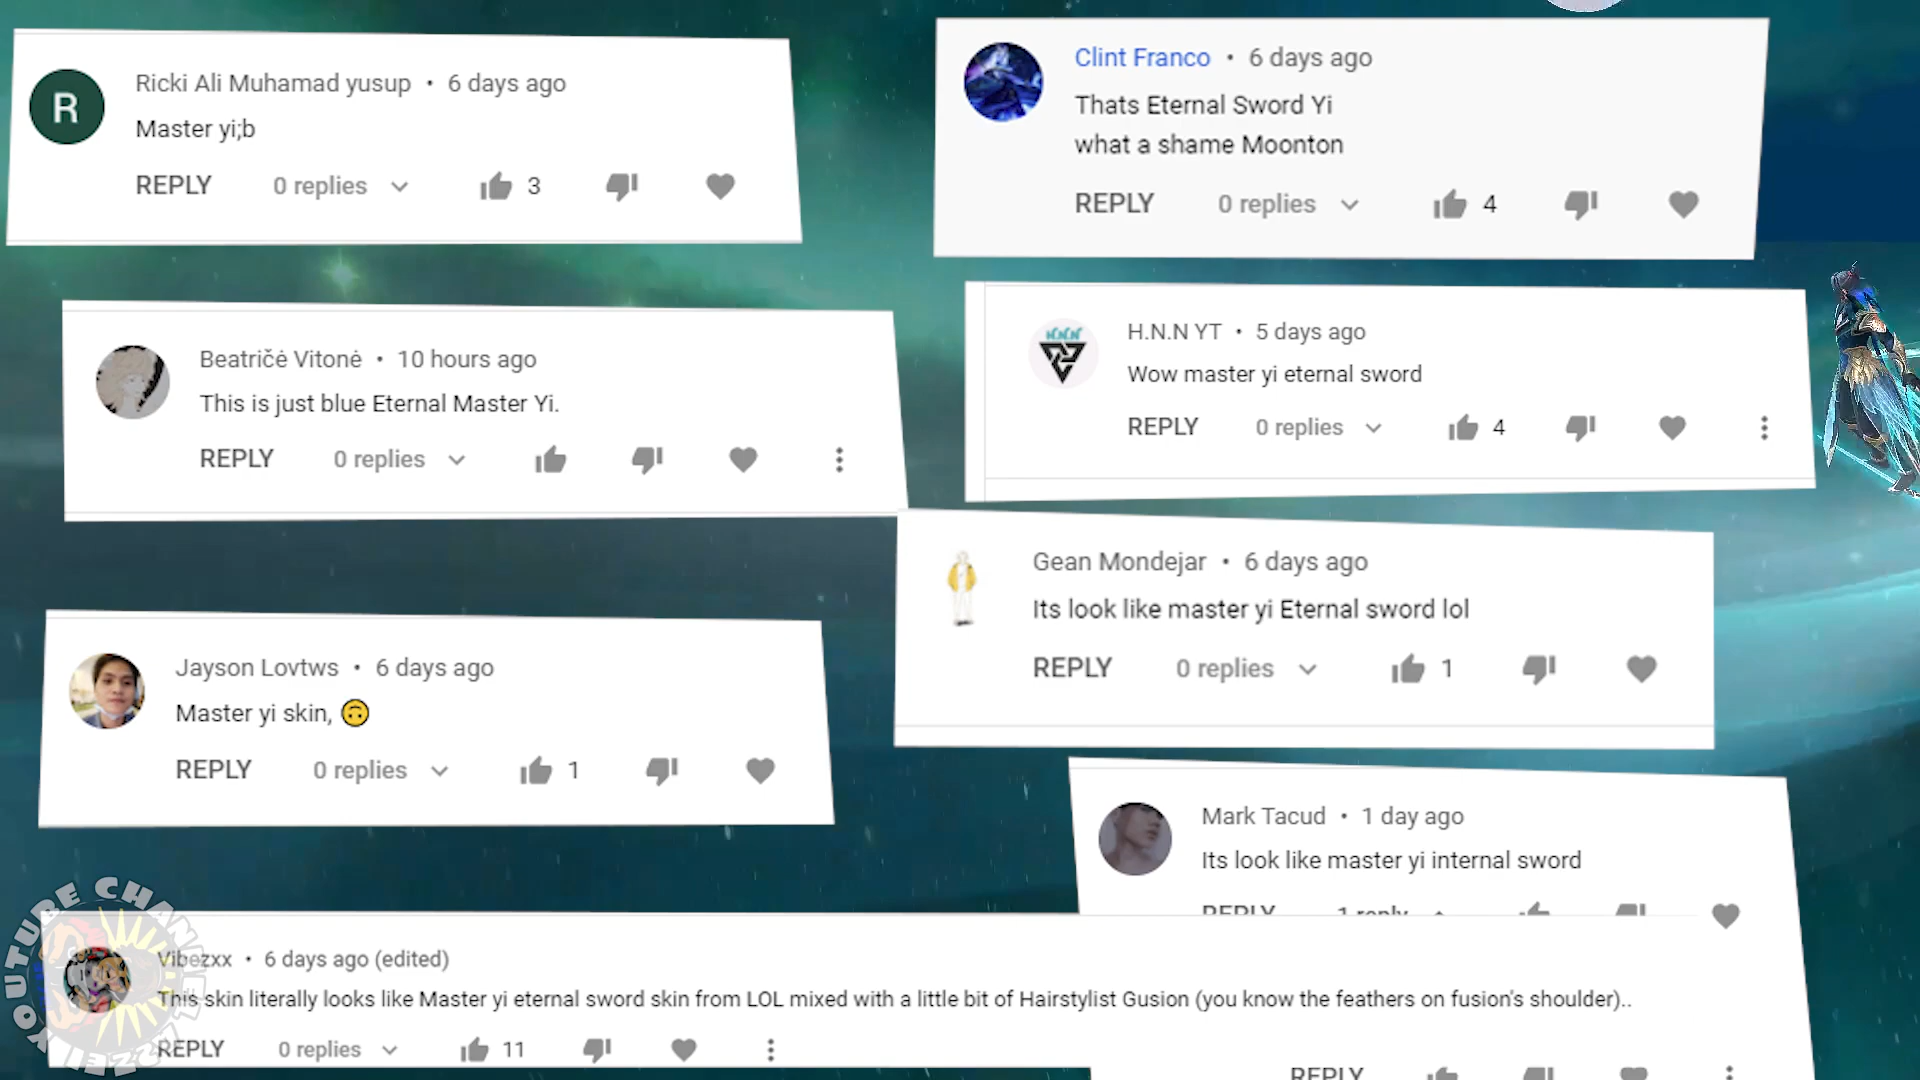 R
Ricki Ali Muhamad yusup • 6 days ago
Master yi;b
REPLY 0 replies 3
Clint Franco • 6 days ago
Thats Eternal Sword Yi
what a shame Moonton
REPLY 0 replies 4
Beatričė Vitonė • 10 hours ago
This is just blue Eternal Master Yi.
REPLY 0 replies
H.N.N
H.N.N YT • 5 days ago
Wow master yi eternal sword
REPLY 0 replies 4
Gean Mondejar • 6 days ago
Its look like master yi Eternal sword lol
REPLY 0 replies 1
Jayson Lovtws • 6 days ago
Master yi skin, 🙃
REPLY 0 replies 1
Mark Tacud • 1 day ago
Its look like master yi internal sword
REPLY 1 reply
Vibezxx • 6 days ago (edited)
This skin literally looks like Master yi eternal sword skin from LOL mixed with a little bit of Hairstylist Gusion (you know the feathers on fusion's shoulder)..
REPLY 0 replies 11
REPLY